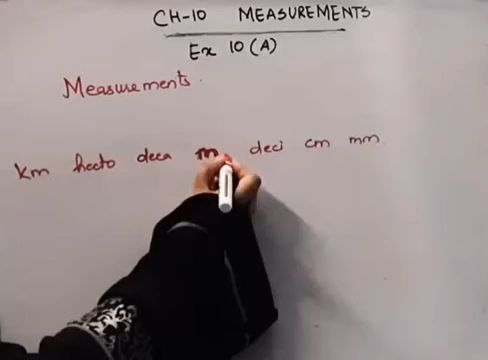 CH-10 MEASUREMENTS
Ex 10 (A)
Measurements.
km hecto deca m deci cm mm